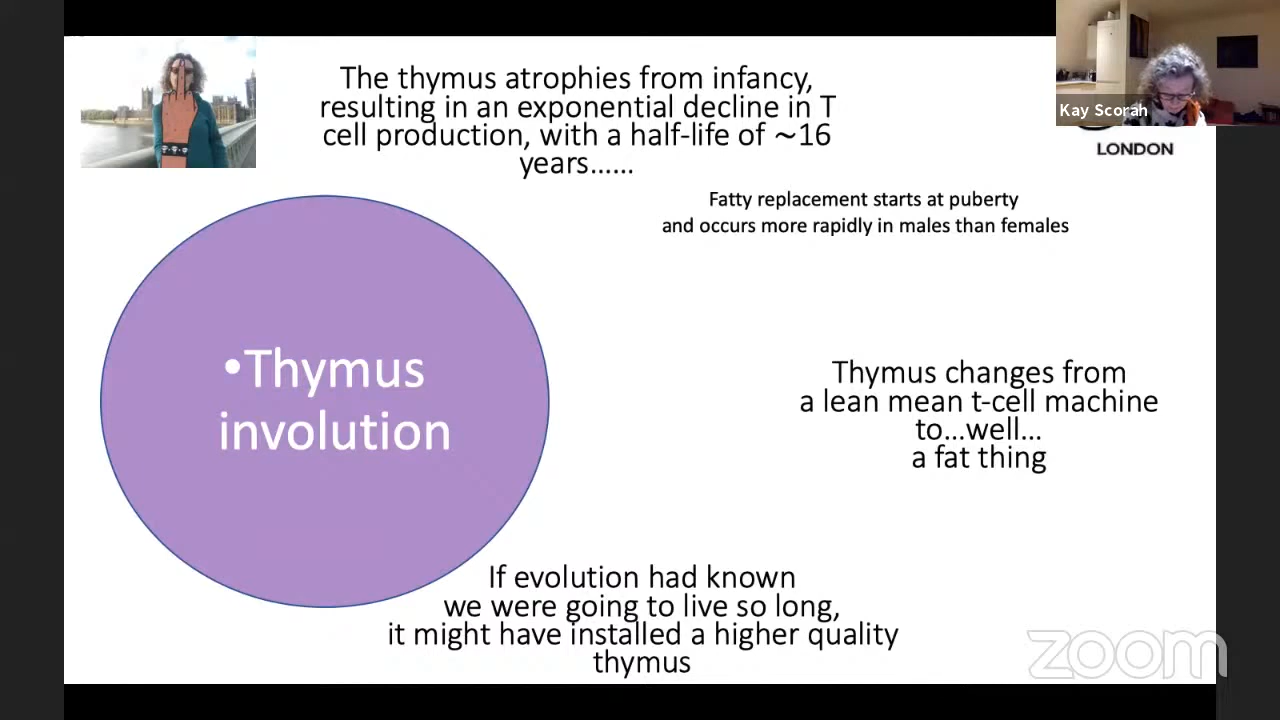 The thymus atrophies from infancy,
resulting in an exponential decline in T
cell production, with a half-life of ~16
years……
Kay Scorah
LONDON
Fatty replacement starts at puberty
and occurs more rapidly in males than females
•Thymus
involution
Thymus changes from
a lean mean t-cell machine
to…well…
a fat thing
If evolution had known
we were going to live so long,
it might have installed a higher quality
thymus
zoom